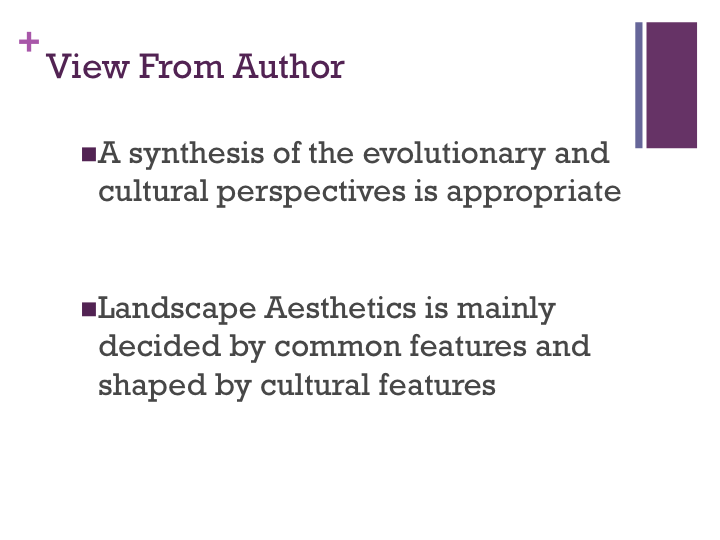 +
View From Author
■A synthesis of the evolutionary and
cultural perspectives is appropriate
■Landscape Aesthetics is mainly
decided by common features and
shaped by cultural features